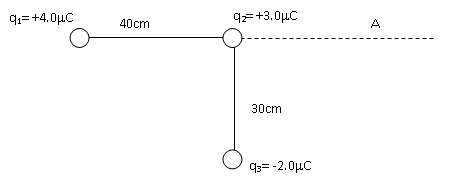 q₁=+4.0µC
40cm
q₂=+3.0µC
A
30cm
q₃= -2.0µC